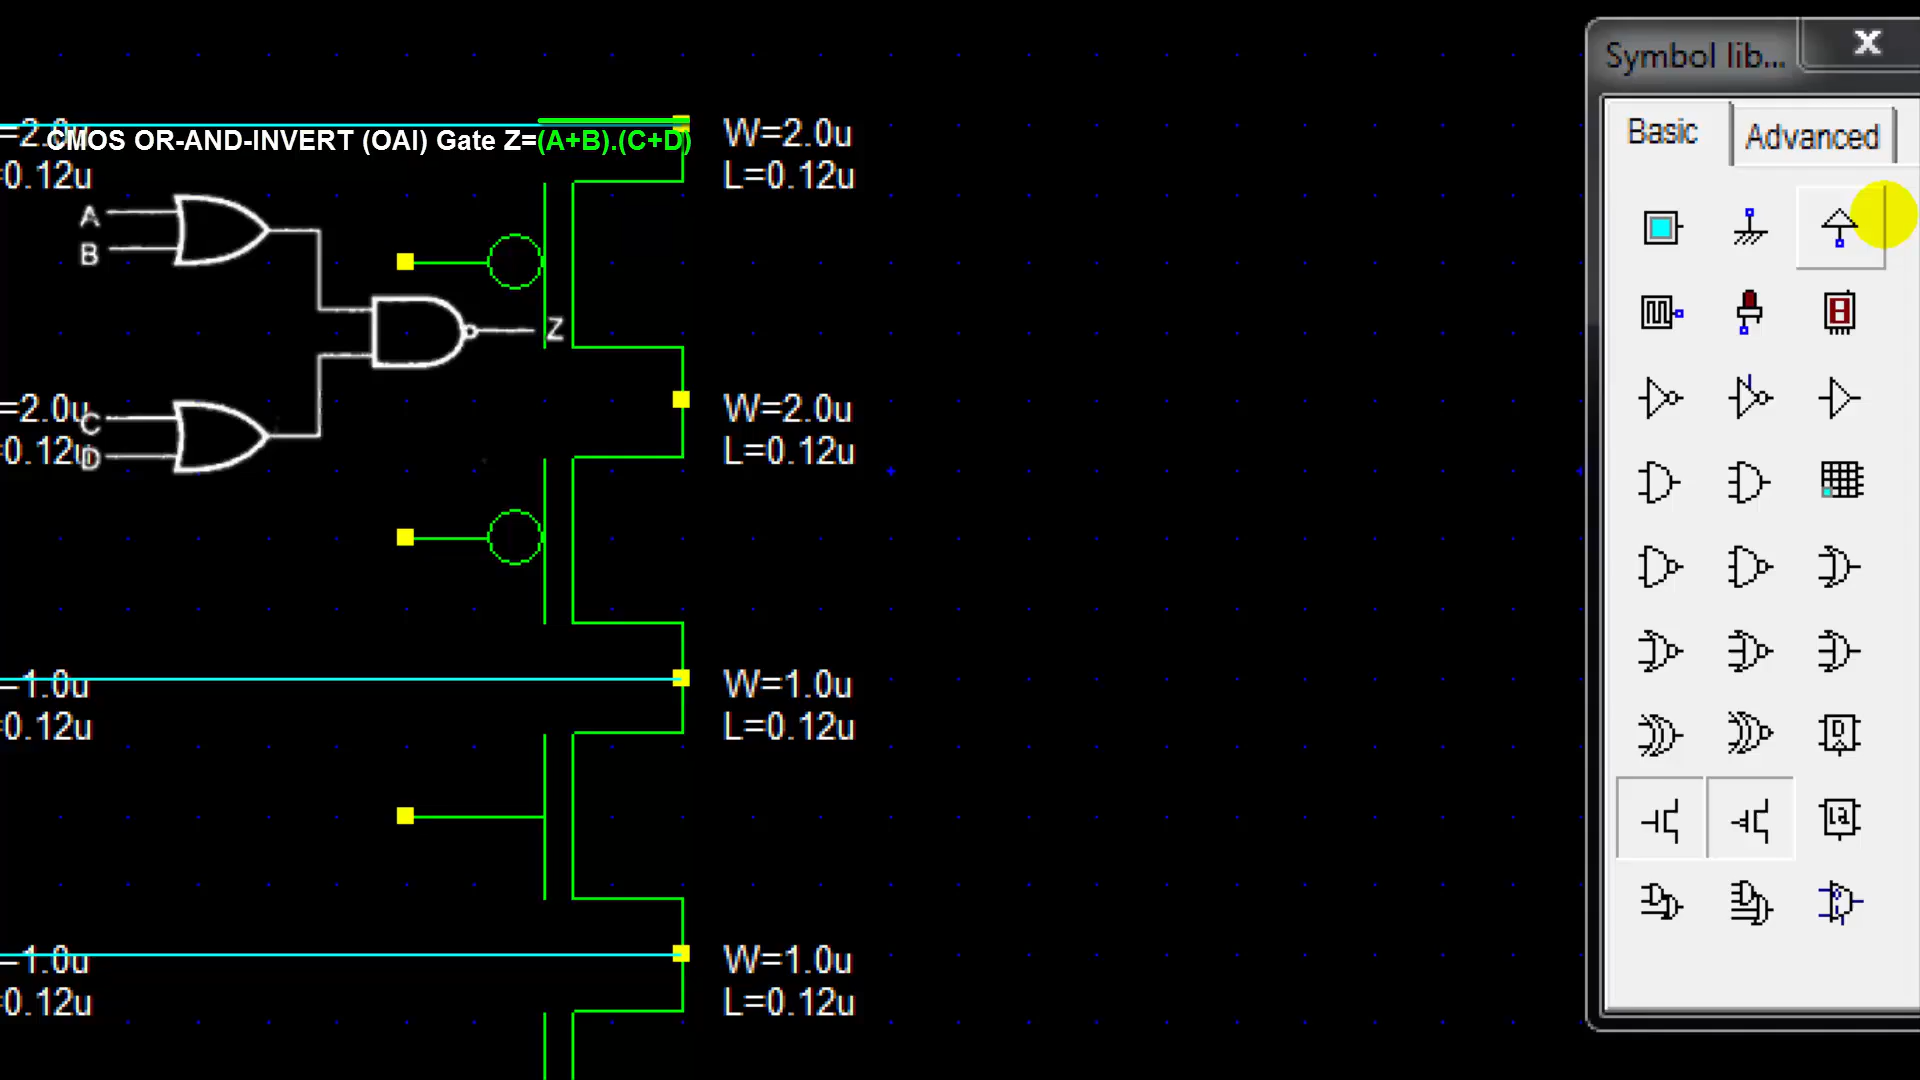 Symbol lib...
Basic
Advanced
CMOS OR-AND-INVERT (OAI) Gate Z=(A+B).(C+D)
=2.0u
=0.12u
W=2.0u
L=0.12u
A
B
Z
=2.0u
=0.12u
C
D
W=2.0u
L=0.12u
=1.0u
=0.12u
W=1.0u
L=0.12u
=1.0u
=0.12u
W=1.0u
L=0.12u